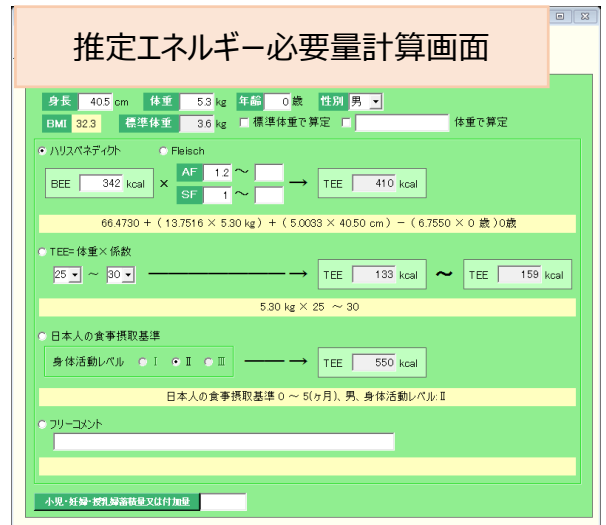 推定エネルギー必要量計算画面
身長 40.5 cm 体重 5.3 kg 年齢 0 歳 性別 男
BMI 32.3 標準体重 3.6 kg 標準体重で算定 体重で算定
ハリスベネディクト Fleisch
BEE 342 kcal × AF 1.2 ～ → TEE 410 kcal
SF 1 ～
66.4730 + ( 13.7516 × 5.30 kg ) + ( 5.0033 × 40.50 cm ) － ( 6.7550 × 0 歳 )0歳
TEE= 体重 × 係数
25 ～ 30 → TEE 133 kcal ～ TEE 159 kcal
5.30 kg × 25 ～ 30
日本人の食事摂取基準
身体活動レベル Ⅰ Ⅱ Ⅲ → TEE 550 kcal
日本人の食事摂取基準 0 ～ 5(ヶ月)、男、身体活動レベル:Ⅱ
フリーコメント
小児・妊婦・授乳婦蓄積量又は付加量